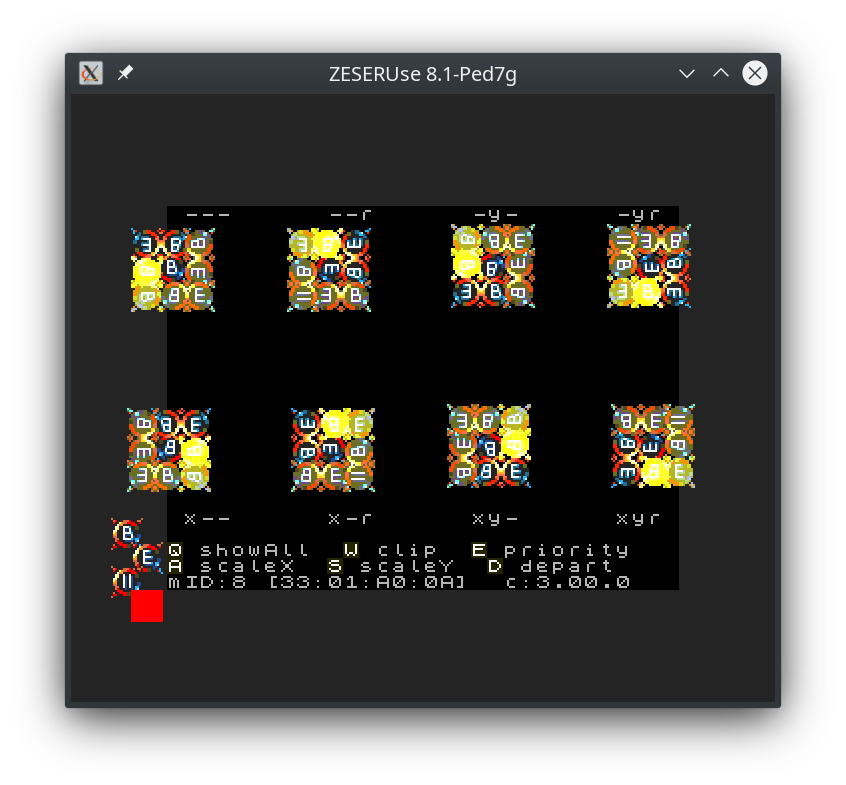 ZESERUse 8.1-Ped7g
--- --r -y- -yr
x-- x-r xy- xyr
B
E
Q showAll W clip E priority
A scaleX S scaleY D depart
II
mID:8 [33:01:A0:0A] c:3.00.0